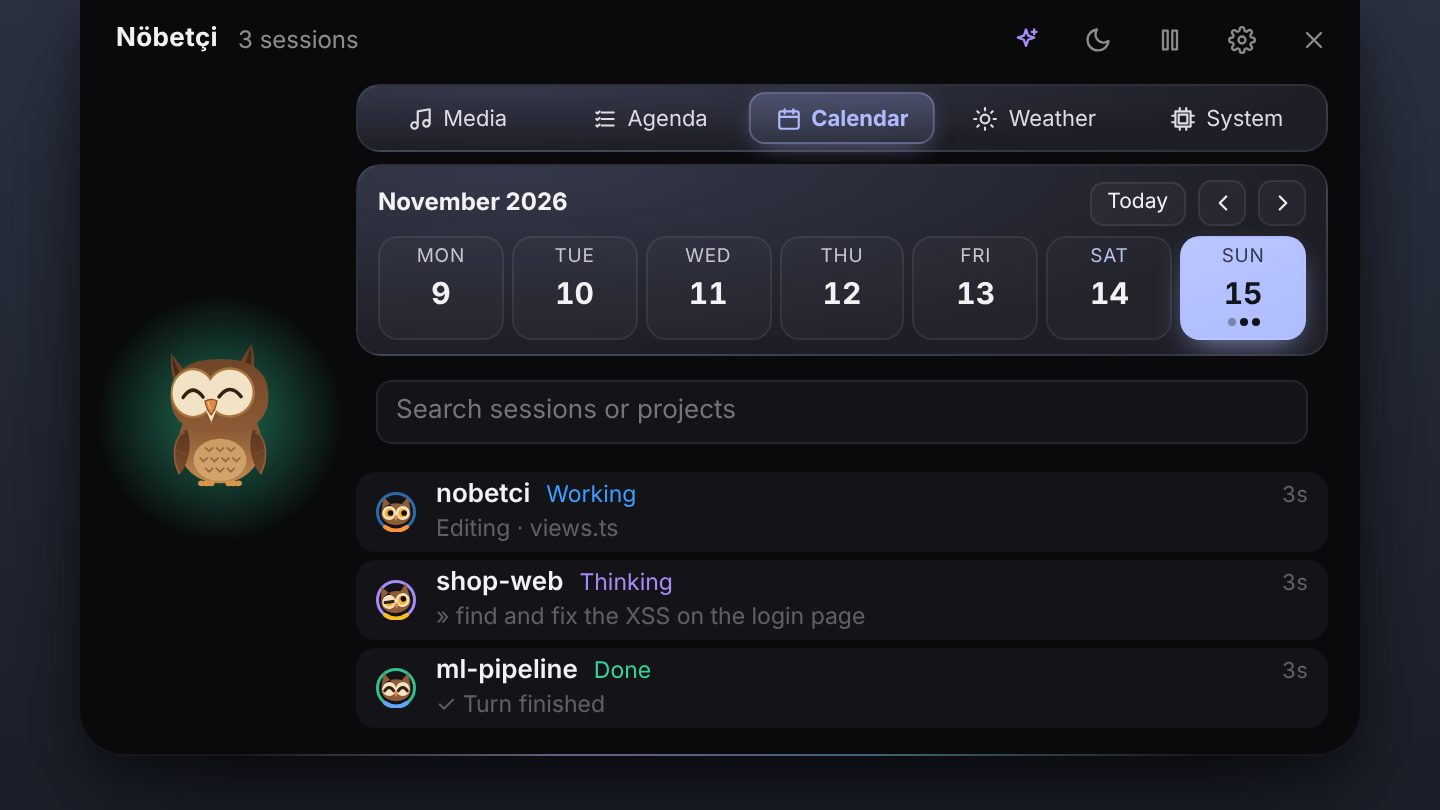 Nöbetçi 3 sessions
Media Agenda Calendar Weather System
November 2026 Today
MON TUE WED THU FRI SAT SUN
9 10 11 12 13 14 15
Search sessions or projects
nobetci Working 3s
Editing · views.ts
shop-web Thinking 3s
» find and fix the XSS on the login page
ml-pipeline Done 3s
✓ Turn finished